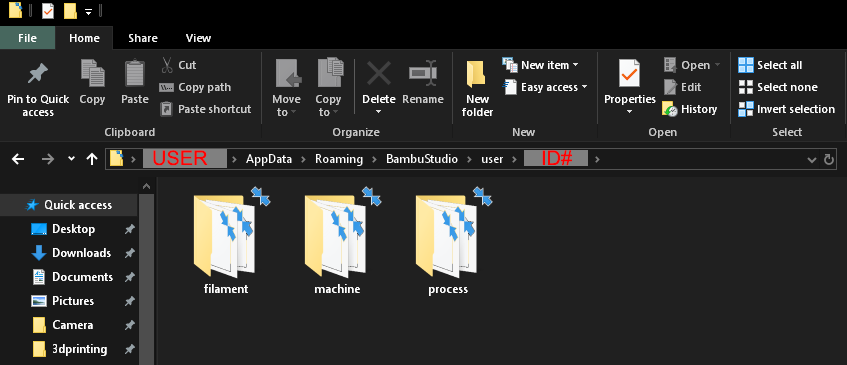 File Home Share View
Pin to Quick access
Copy
Paste
Cut
Copy path
Paste shortcut
Clipboard
Move to
Copy to
Delete
Rename
Organize
New folder
New item
Easy access
New
Properties
Open
Edit
History
Open
Select all
Select none
Invert selection
Select
USER > AppData > Roaming > BambuStudio > user > ID# >
Quick access
Desktop
Downloads
Documents
Pictures
Camera
3dprinting
filament
machine
process